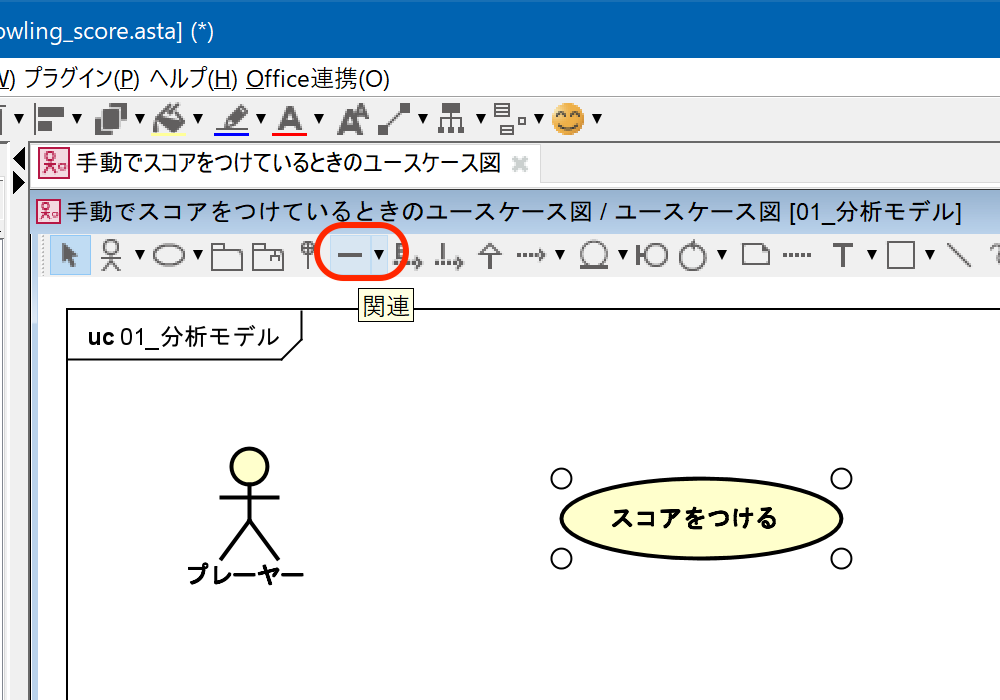 owling_score.asta] (*)
W) プラグイン(P) ヘルプ(H) Office連携(O)
手動でスコアをつけているときのユースケース図
手動でスコアをつけているときのユースケース図 / ユースケース図 [01_分析モデル]
関連
uc 01_分析モデル
スコアをつける
プレーヤー